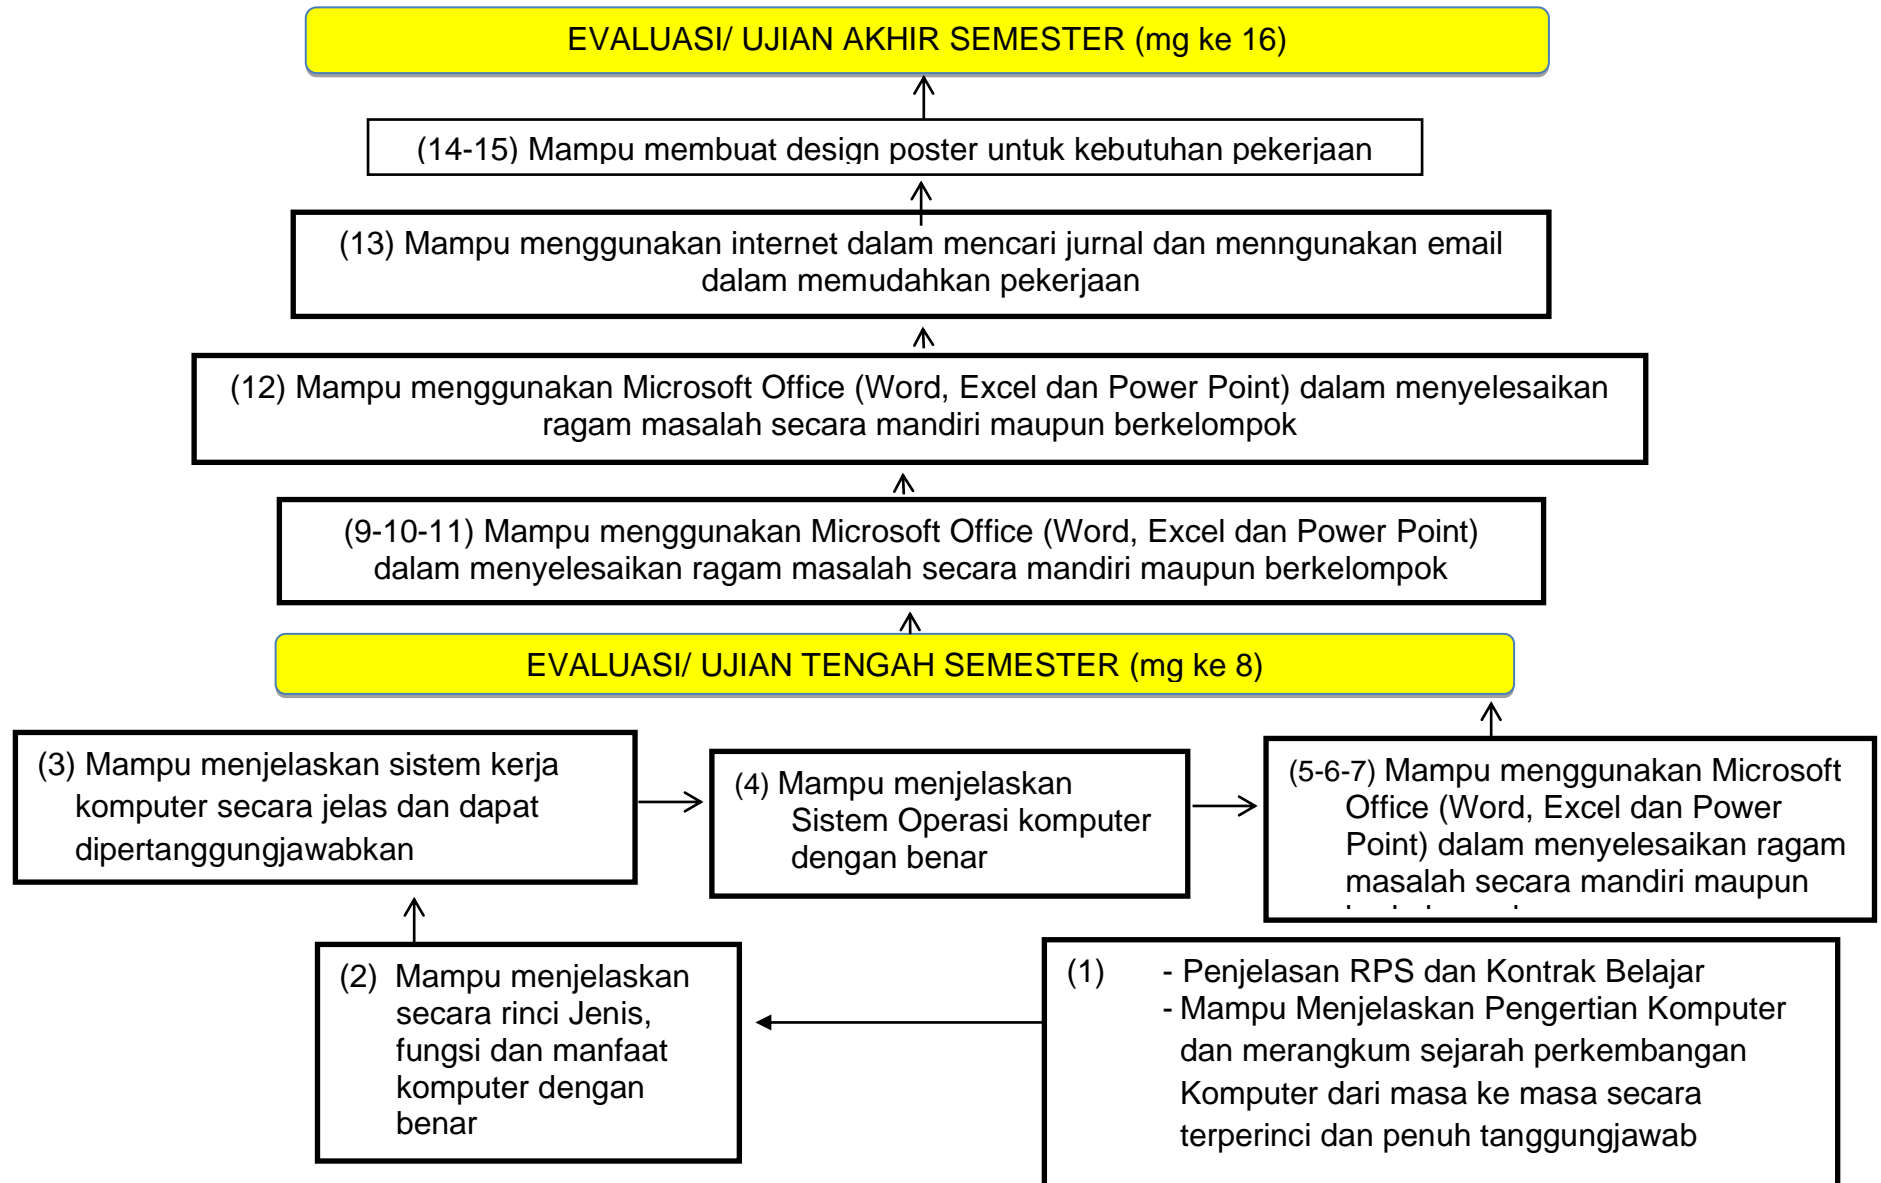 EVALUASI/ UJIAN AKHIR SEMESTER (mg ke 16)
(14-15) Mampu membuat design poster untuk kebutuhan pekerjaan
(13) Mampu menggunakan internet dalam mencari jurnal dan menngunakan email
dalam memudahkan pekerjaan
(12) Mampu menggunakan Microsoft Office (Word, Excel dan Power Point) dalam menyelesaikan
ragam masalah secara mandiri maupun berkelompok
(9-10-11) Mampu menggunakan Microsoft Office (Word, Excel dan Power Point)
dalam menyelesaikan ragam masalah secara mandiri maupun berkelompok
EVALUASI/ UJIAN TENGAH SEMESTER (mg ke 8)
(3) Mampu menjelaskan sistem kerja
komputer secara jelas dan dapat
dipertanggungjawabkan
(4) Mampu menjelaskan
Sistem Operasi komputer
dengan benar
(5-6-7) Mampu menggunakan Microsoft
Office (Word, Excel dan Power
Point) dalam menyelesaikan ragam
masalah secara mandiri maupun
(2) Mampu menjelaskan
secara rinci Jenis,
fungsi dan manfaat
komputer dengan
benar
(1) - Penjelasan RPS dan Kontrak Belajar
- Mampu Menjelaskan Pengertian Komputer
dan merangkum sejarah perkembangan
Komputer dari masa ke masa secara
terperinci dan penuh tanggungjawab